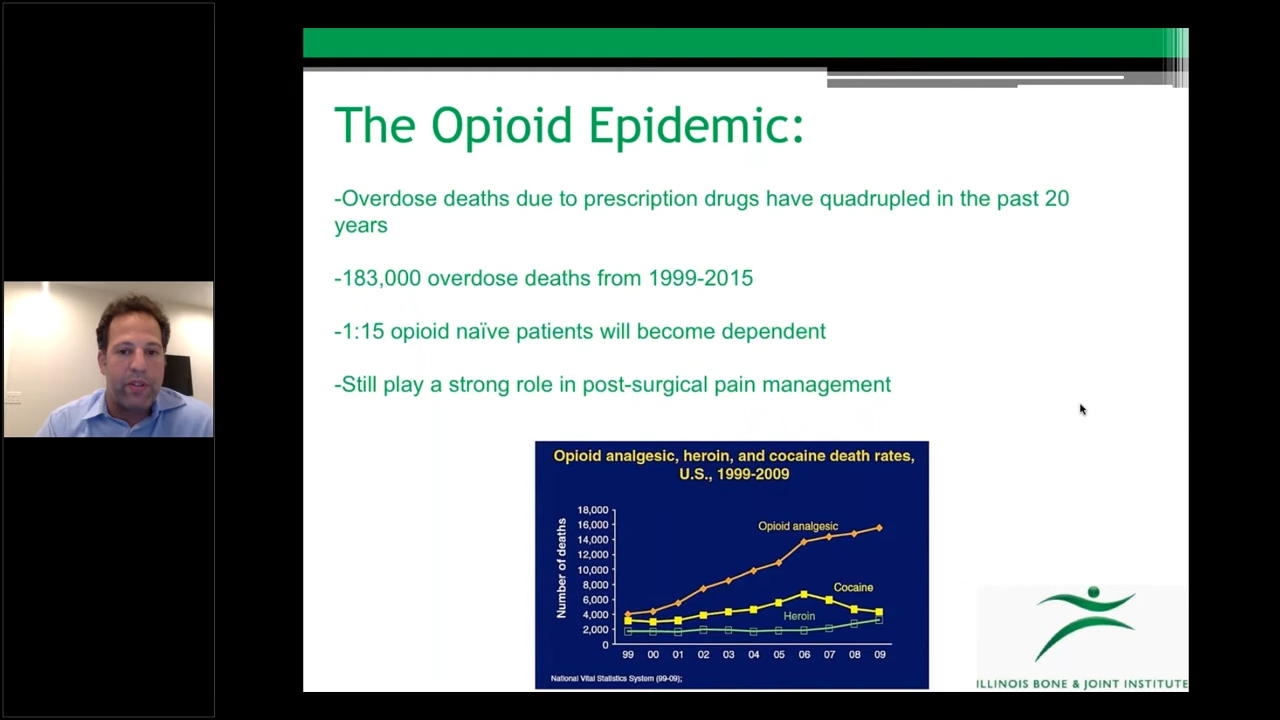 The Opioid Epidemic:
-Overdose deaths due to prescription drugs have quadrupled in the past 20
years
-183,000 overdose deaths from 1999-2015
-1:15 opioid naïve patients will become dependent
-Still play a strong role in post-surgical pain management
Opioid analgesic, heroin, and cocaine death rates,
U.S., 1999-2009
Number of deaths
18,000
16,000
14,000
12,000
10,000
8,000
6,000
4,000
2,000
0
Opioid analgesic
Cocaine
Heroin
99 00 01 02 03 04 05 06 07 08 09
National Vital Statistics System (99-09);
ILLINOIS BONE & JOINT INSTITUTE